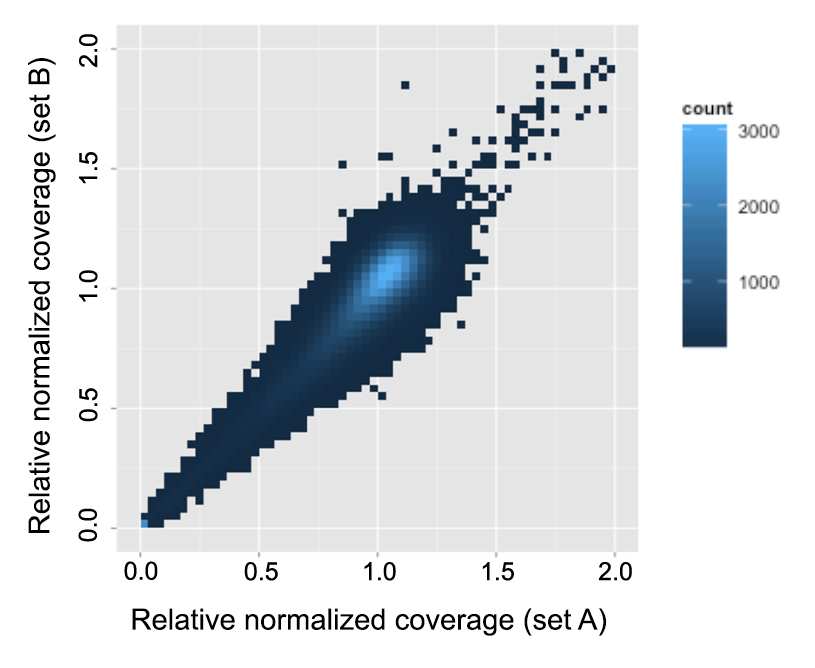 Relative normalized coverage (set B)
2.0
1.5
1.0
0.5
0.0
0.0 0.5 1.0 1.5 2.0
Relative normalized coverage (set A)
count
3000
2000
1000